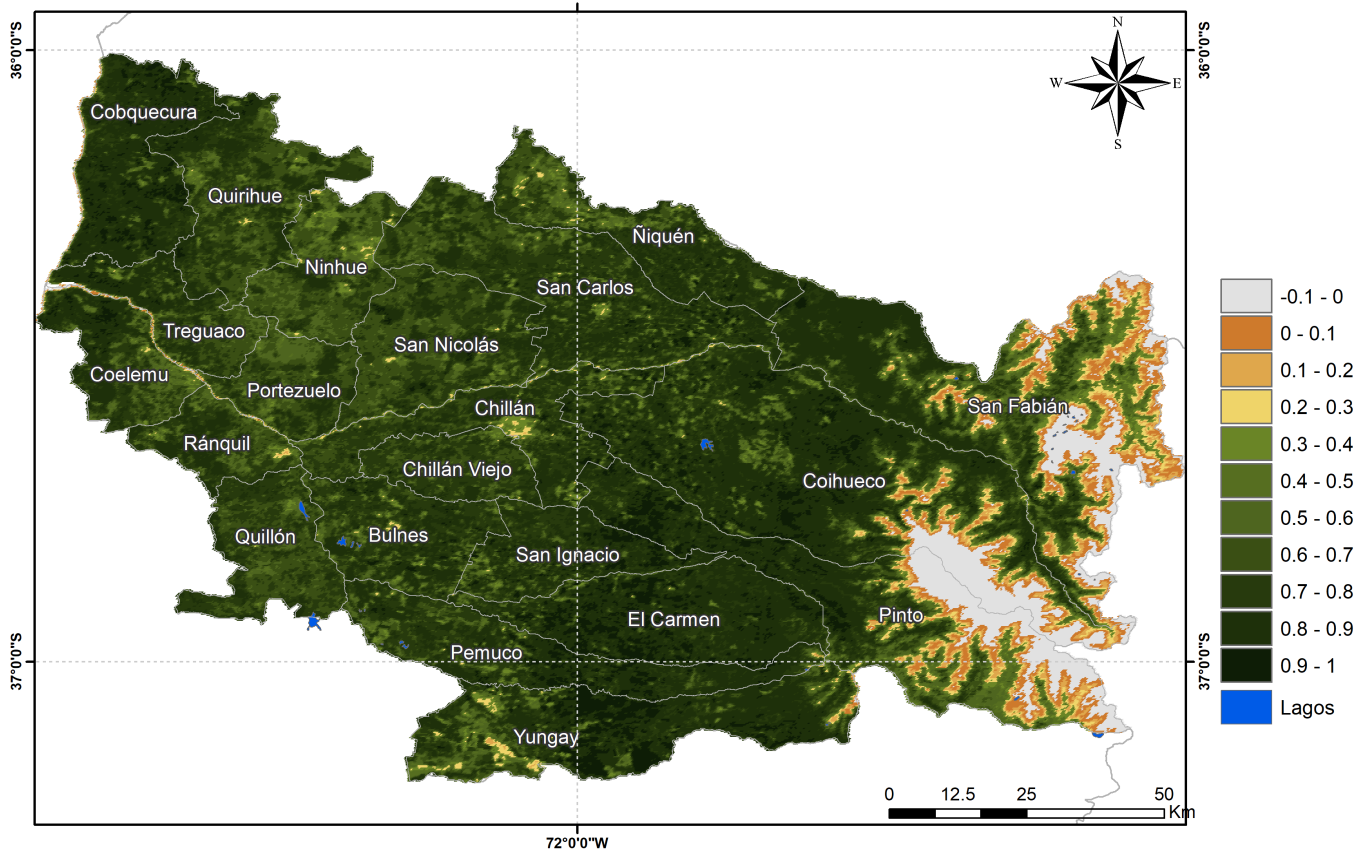 36°0'0"S
36°0'0"S
N
W
E
S
Cobquecura
Quirihue
Ñiquén
Ninhue
San Carlos
-0.1 - 0
0 - 0.1
0.1 - 0.2
0.2 - 0.3
0.3 - 0.4
0.4 - 0.5
0.5 - 0.6
0.6 - 0.7
0.7 - 0.8
0.8 - 0.9
0.9 - 1
Lagos
Treguaco
San Nicolás
Coelemu
Portezuelo
Chillán
San Fabián
Ránquil
Chillán Viejo
Coihueco
Quillón
Bulnes
San Ignacio
El Carmen
Pinto
Pemuco
37°0'0"S
37°0'0"S
Yungay
0 12.5 25 50
Km
72°0'0"W